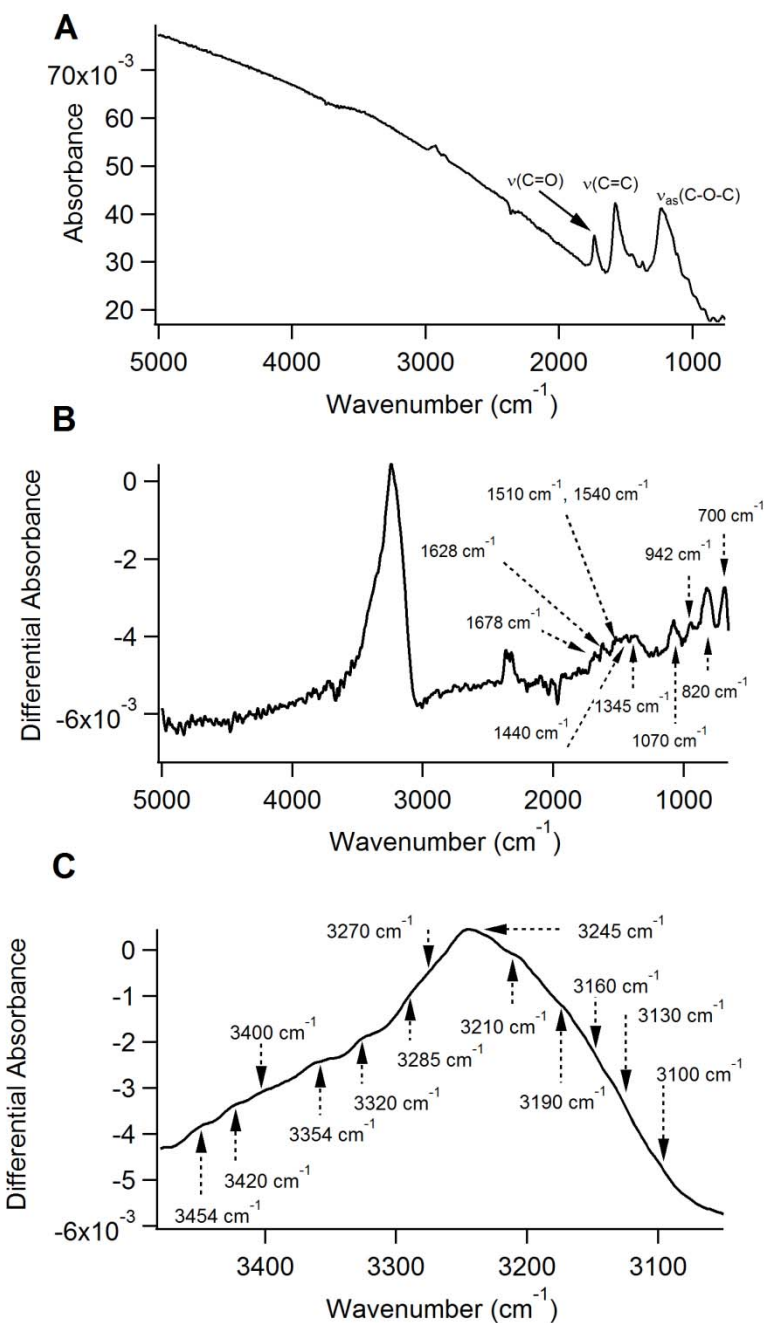 A
70x10⁻³
60
50
40
30
20
Absorbance
ν(C=O)
ν(C=C)
νas(C-O-C)
5000
4000
3000
2000
1000
Wavenumber (cm⁻¹)
B
0
-2
-4
-6x10⁻³
Differential Absorbance
1510 cm⁻¹, 1540 cm⁻¹
700 cm⁻¹
1628 cm⁻¹
942 cm⁻¹
1678 cm⁻¹
1345 cm⁻¹
820 cm⁻¹
1440 cm⁻¹
1070 cm⁻¹
5000
4000
3000
2000
1000
Wavenumber (cm⁻¹)
C
0
-1
-2
-3
-4
-5
-6x10⁻³
Differential Absorbance
3270 cm⁻¹
3245 cm⁻¹
3160 cm⁻¹
3130 cm⁻¹
3400 cm⁻¹
3210 cm⁻¹
3285 cm⁻¹
3100 cm⁻¹
3320 cm⁻¹
3190 cm⁻¹
3354 cm⁻¹
3420 cm⁻¹
3454 cm⁻¹
3400
3300
3200
3100
Wavenumber (cm⁻¹)